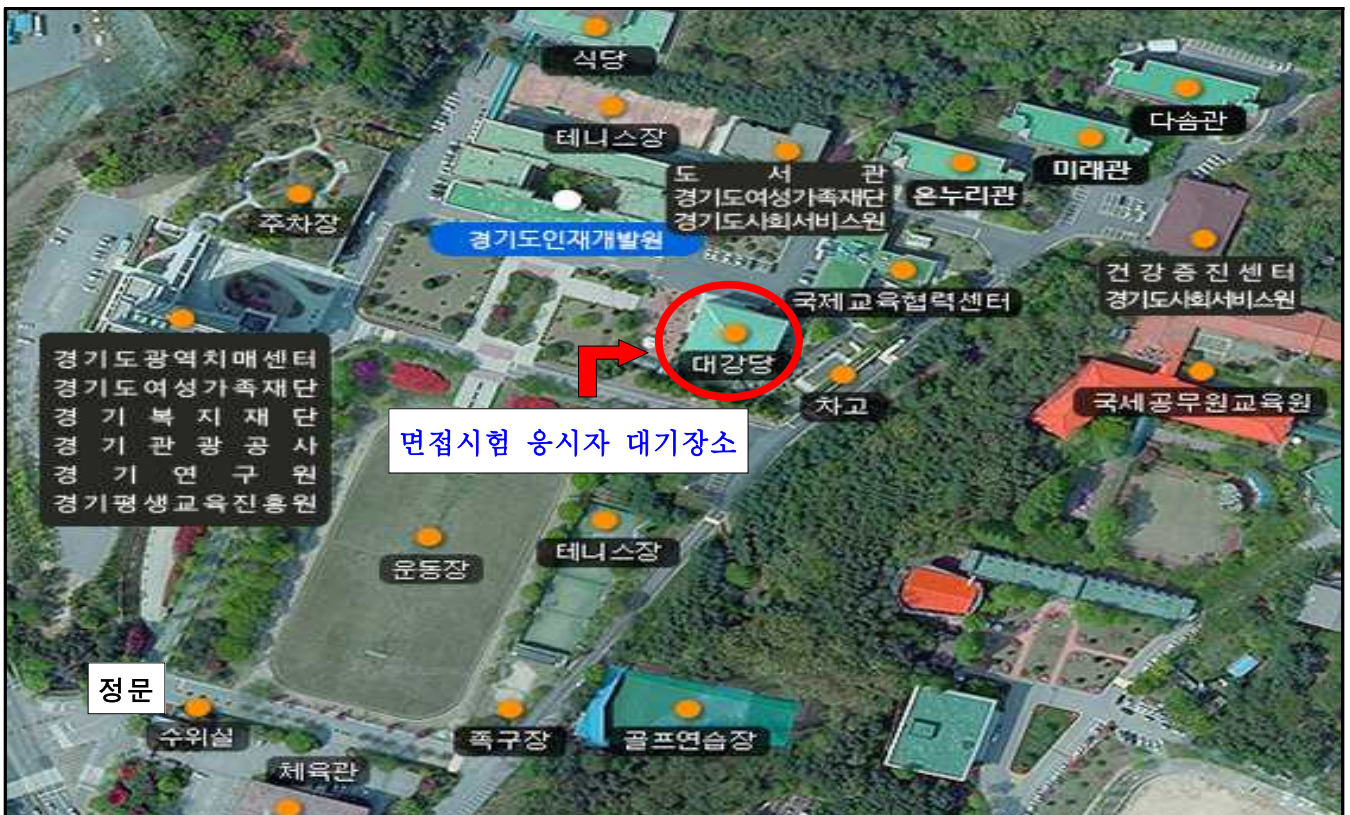 식당
테니스장
다솜관
미래관
온누리관
도 서 관
경기도여성가족재단
경기도사회서비스원
주차장
경기도인재개발원
국제교육협력센터
건강증진센터
경기도사회서비스원
대강당
차고
국세공무원교육원
경기도광역치매센터
경기도여성가족재단
경 기 복 지 재 단
경 기 관 광 공 사
경 기 연 구 원
경기평생교육진흥원
면접시험 응시자 대기장소
운동장
테니스장
정문
수위실
족구장
골프연습장
체육관